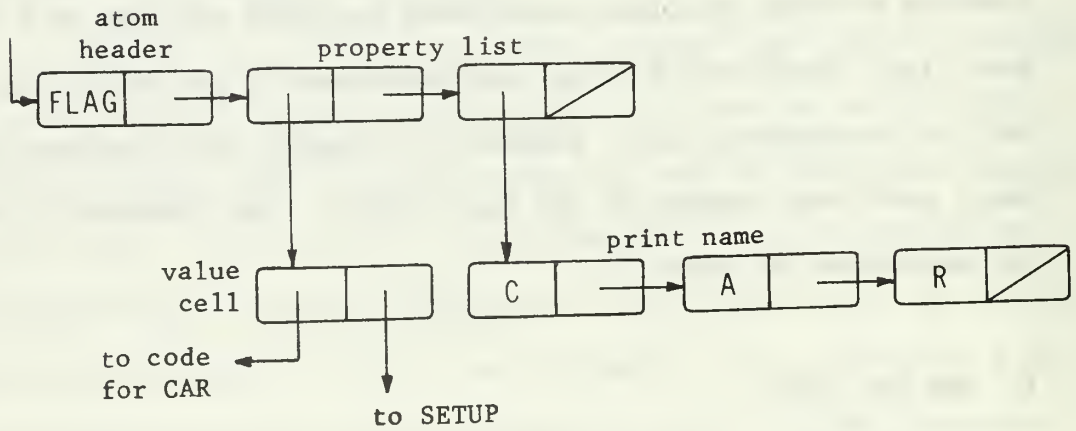 atom
header
property list
FLAG
print name
value
cell
C A R
to code
for CAR
to SETUP